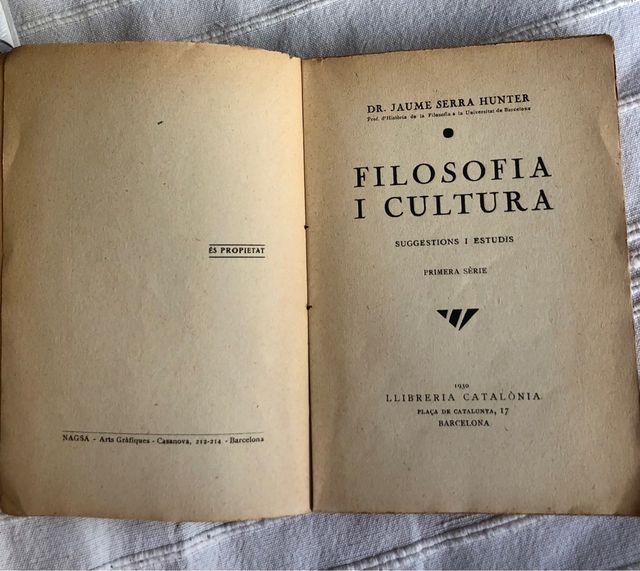 ÉS PROPIETAT
NAGSA - Arts Gràfiques - Casanova, 212-214 - Barcelona
DR. JAUME SERRA HUNTER
Prof. d'Història de la Filosofia a la Universitat de Barcelona
FILOSOFIA
I CULTURA
SUGGESTIONS I ESTUDIS
PRIMERA SÈRIE
1930
LLIBRERIA CATALÒNIA
PLAÇA DE CATALUNYA, 17
BARCELONA